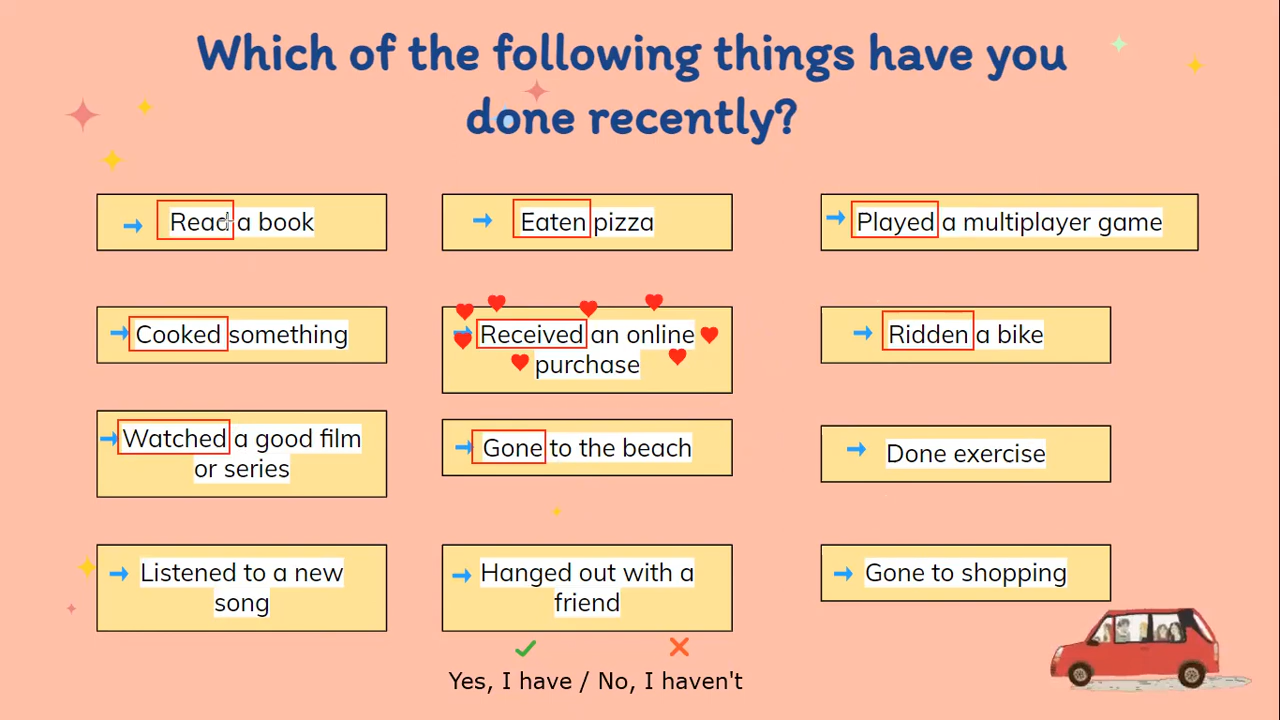 Which of the following things have you
done recently?
Read a book
Eaten pizza
Played a multiplayer game
Cooked something
Received an online
purchase
Ridden a bike
Watched a good film
or series
Gone to the beach
Done exercise
Listened to a new
song
Hanged out with a
friend
Gone to shopping
Yes, I have / No, I haven't